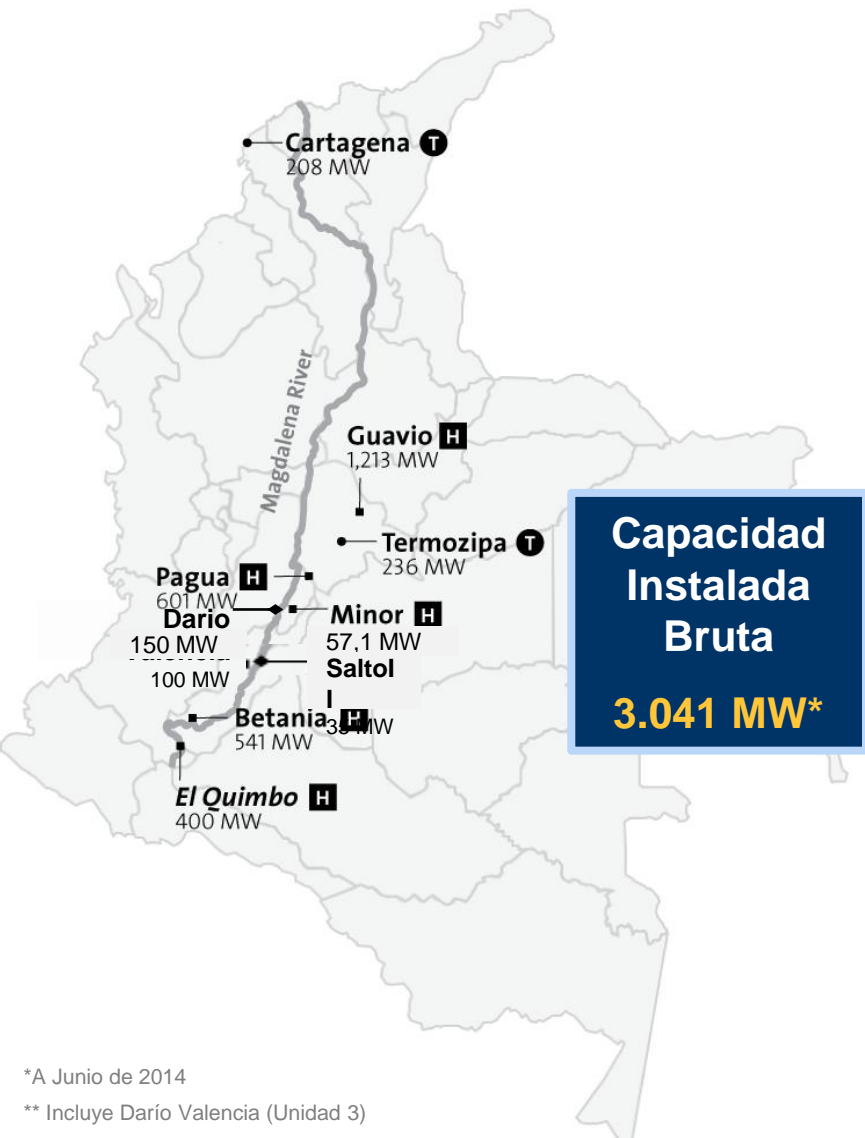 Cartagena T
208 MW
Magdalena River
Guavio H
1,213 MW
Termozipa T
236 MW
Pagua H
601 MW
Dario
150 MW
100 MW
Minor H
57,1 MW
Saltol
I
35 MW
Betania H
541 MW
El Quimbo H
400 MW
Capacidad
Instalada
Bruta
3.041 MW*
*A Junio de 2014
** Incluye Darío Valencia (Unidad 3)